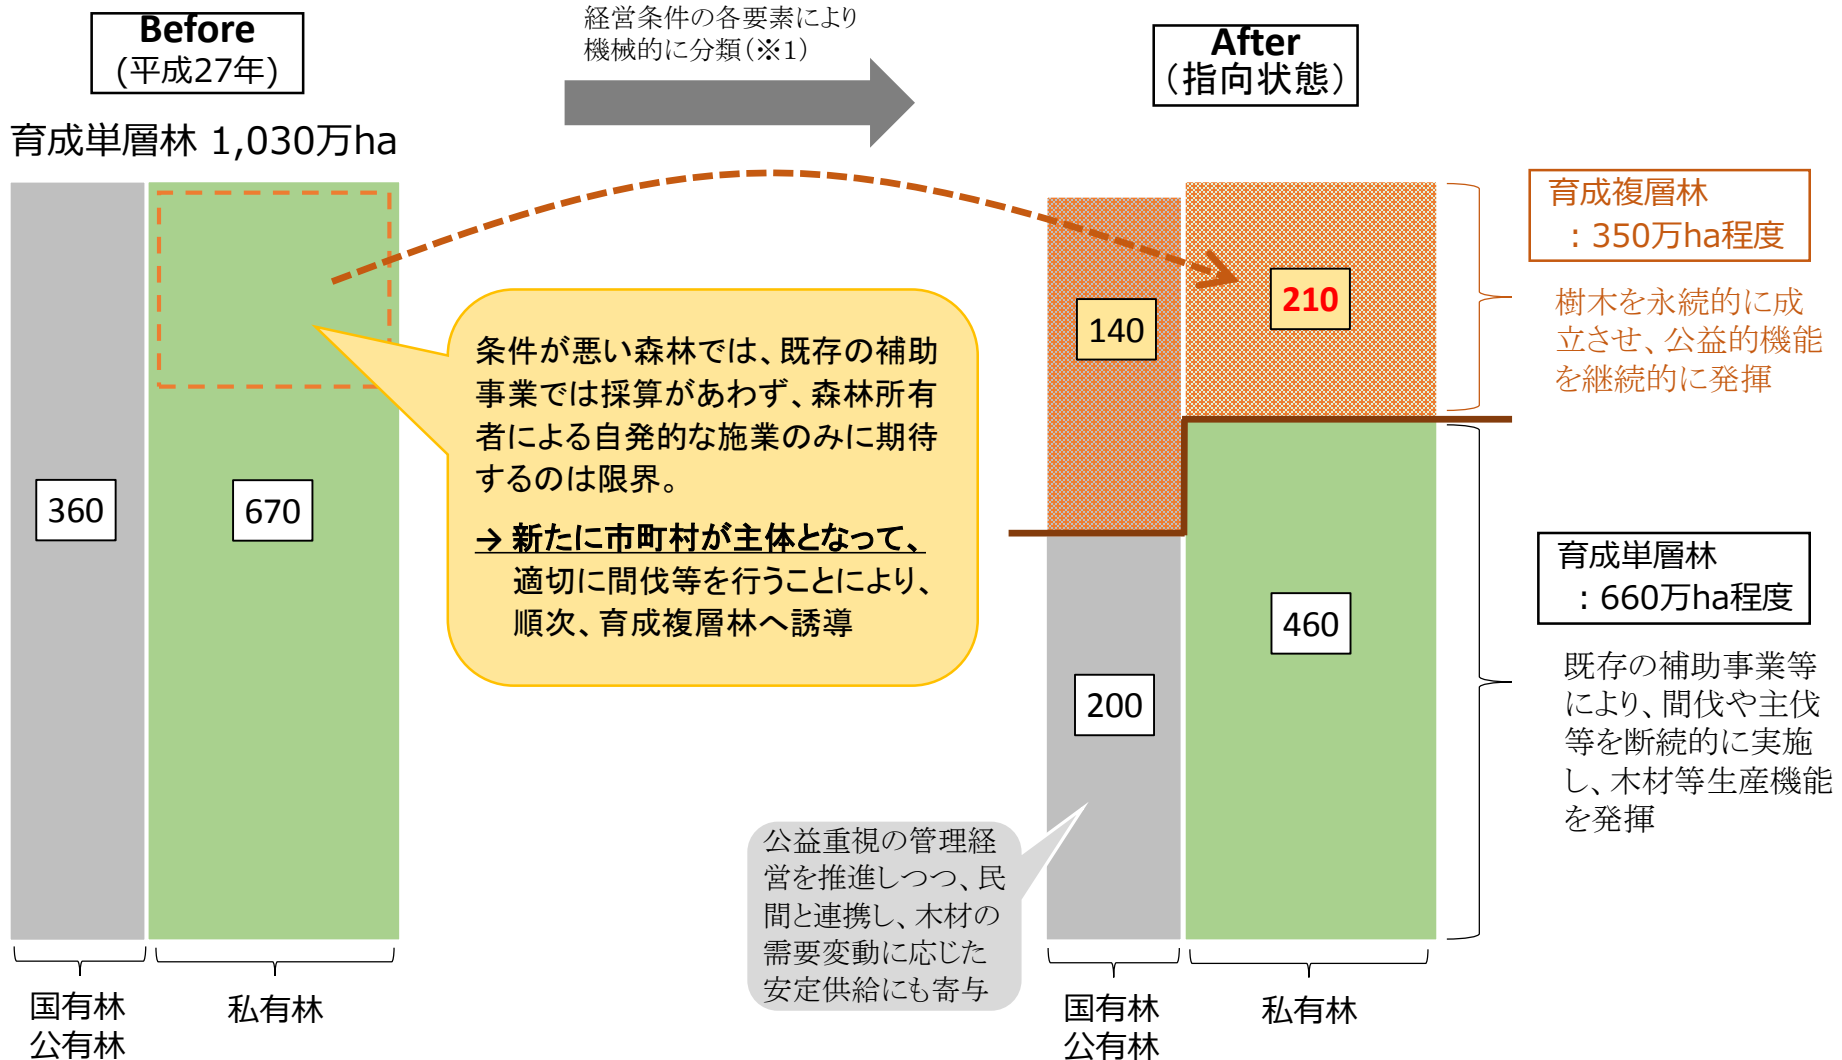 Before
(平成27年)
経営条件の各要素により
機械的に分類(※1)
After
(指向状態)
育成単層林 1,030万ha
360
670
条件が悪い森林では、既存の補助
事業では採算があわず、森林所有
者による自発的な施業のみに期待
するのは限界。
→ 新たに市町村が主体となって、
適切に間伐等を行うことにより、
順次、育成複層林へ誘導
140
210
200
460
育成複層林
:350万ha程度
樹木を永続的に成
立させ、公益的機能
を継続的に発揮
育成単層林
:660万ha程度
既存の補助事業等
により、間伐や主伐
等を断続的に実施
し、木材等生産機能
を発揮
公益重視の管理経
営を推進しつつ、民
間と連携し、木材の
需要変動に応じた
安定供給にも寄与
国有林
公有林
私有林
国有林
公有林
私有林